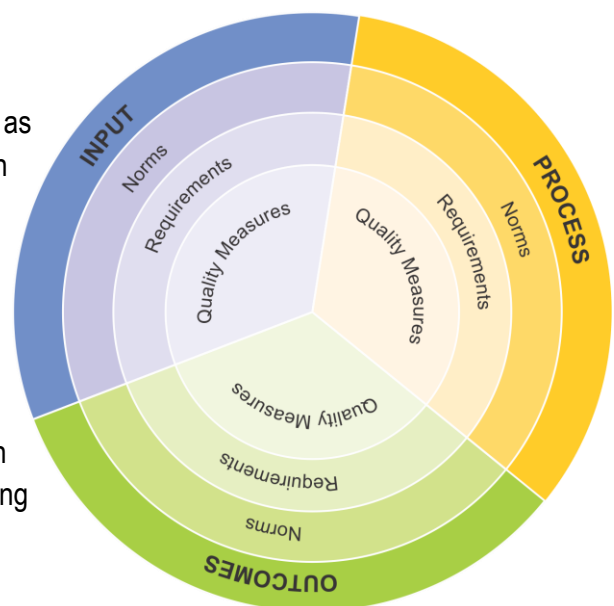 as
n
n
ng
INPUT
Norms
Requirements
Quality Measures
PROCESS
Norms
Requirements
Quality Measures
Quality Measures
Requirements
Norms
OUTCOMES